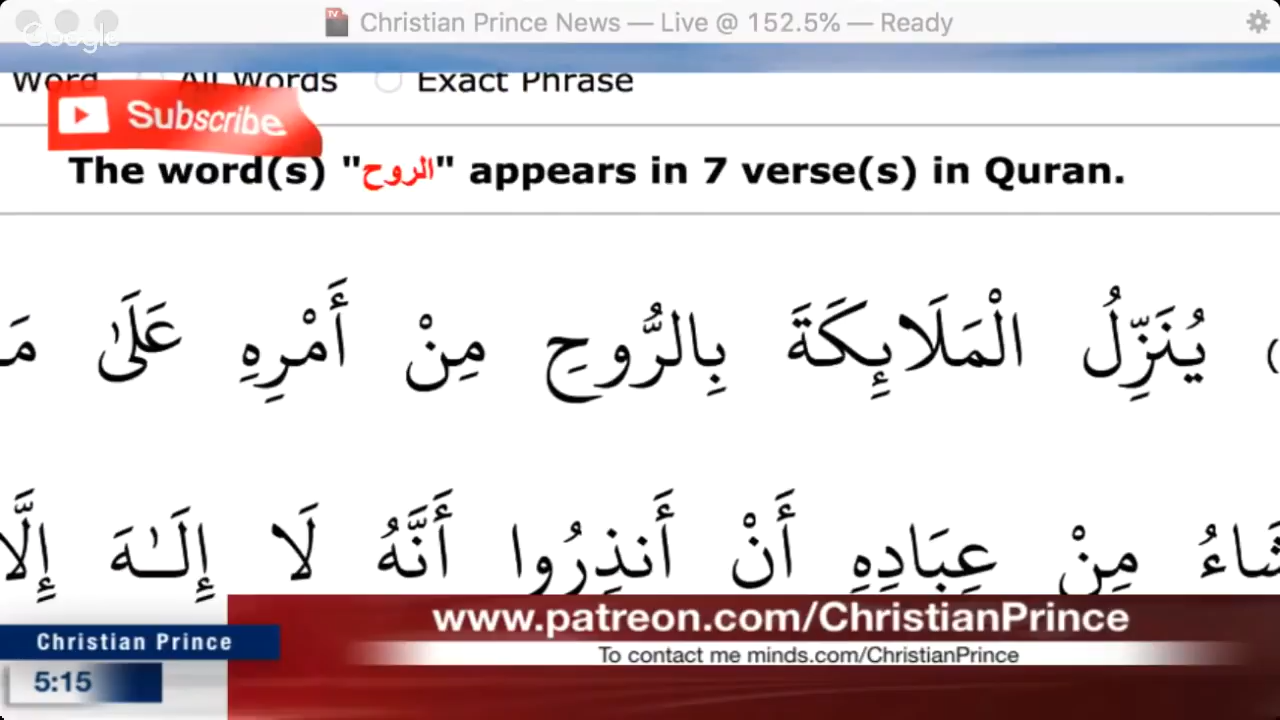 Christian Prince News — Live @ 152.5% — Ready
Google
Word All Words Exact Phrase
Subscribe
The word(s) "الروح" appears in 7 verse(s) in Quran.
يُنَزِّلُ الْمَلَائِكَةَ بِالرُّوحِ مِنْ أَمْرِهِ عَلَىٰ
مِنْ عِبَادِهِ أَنْ أَنذِرُوا أَنَّهُ لَا إِلَـٰهَ إِلَّا
www.patreon.com/ChristianPrince
To contact me minds.com/ChristianPrince
Christian Prince
5:15